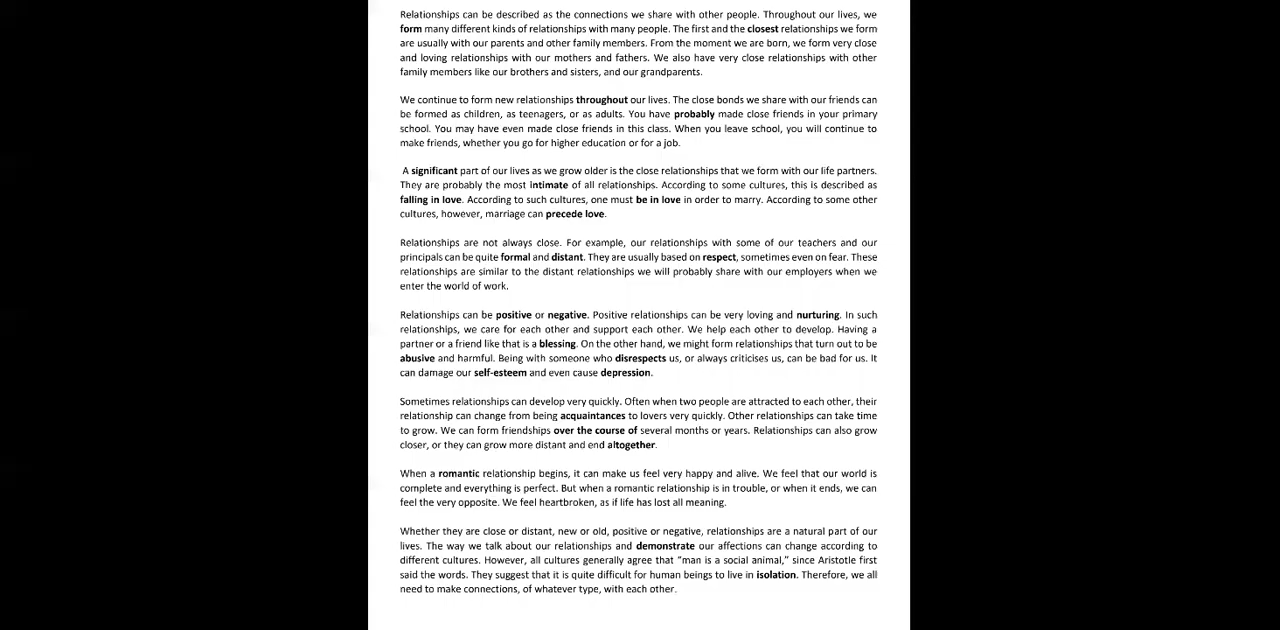 Relationships can be described as the connections we share with other people. Throughout our lives, we
form many different kinds of relationships with many people. The first and the closest relationships we form
are usually with our parents and other family members. From the moment we are born, we form very close
and loving relationships with our mothers and fathers. We also have very close relationships with other
family members like our brothers and sisters, and our grandparents.
We continue to form new relationships throughout our lives. The close bonds we share with our friends can
be formed as children, as teenagers, or as adults. You have probably made close friends in your primary
school. You may have even made close friends in this class. When you leave school, you will continue to
make friends, whether you go for higher education or for a job.
A significant part of our lives as we grow older is the close relationships that we form with our life partners.
They are probably the most intimate of all relationships. According to some cultures, this is described as
falling in love. According to such cultures, one must be in love in order to marry. According to some other
cultures, however, marriage can precede love.
Relationships are not always close. For example, our relationships with some of our teachers and our
principals can be quite formal and distant. They are usually based on respect, sometimes even on fear. These
relationships are similar to the distant relationships we will probably share with our employers when we
enter the world of work.
Relationships can be positive or negative. Positive relationships can be very loving and nurturing. In such
relationships, we care for each other and support each other. We help each other to develop. Having a
partner or a friend like that is a blessing. On the other hand, we might form relationships that turn out to be
abusive and harmful. Being with someone who disrespects us, or always criticises us, can be bad for us. It
can damage our self-esteem and even cause depression.
Sometimes relationships can develop very quickly. Often when two people are attracted to each other, their
relationship can change from being acquaintances to lovers very quickly. Other relationships can take time
to grow. We can form friendships over the course of several months or years. Relationships can also grow
closer, or they can grow more distant and end altogether.
When a romantic relationship begins, it can make us feel very happy and alive. We feel that our world is
complete and everything is perfect. But when a romantic relationship is in trouble, or when it ends, we can
feel the very opposite. We feel heartbroken, as if life has lost all meaning.
Whether they are close or distant, new or old, positive or negative, relationships are a natural part of our
lives. The way we talk about our relationships and demonstrate our affections can change according to
different cultures. However, all cultures generally agree that “man is a social animal,” since Aristotle first
said the words. They suggest that it is quite difficult for human beings to live in isolation. Therefore, we all
need to make connections, of whatever type, with each other.